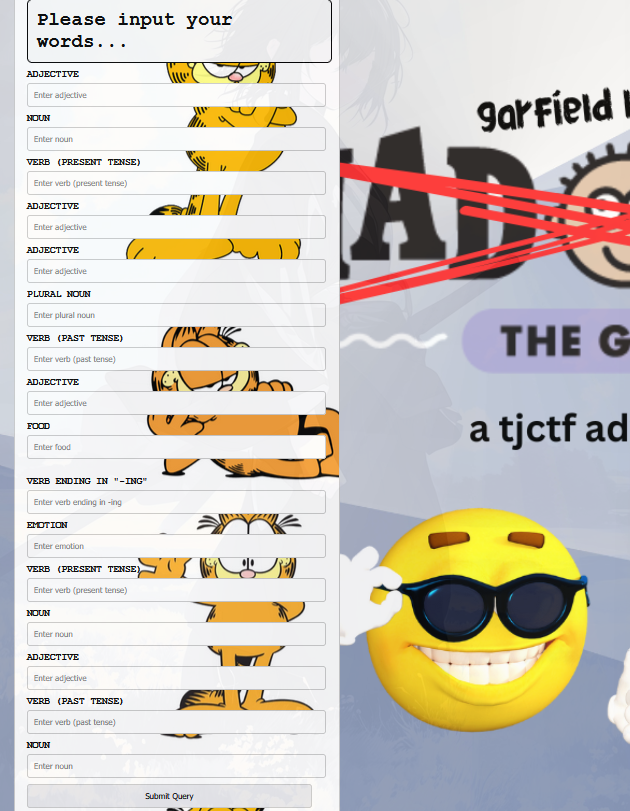 Please input your
words...
ADJECTIVE
Enter adjective
NOUN
Enter noun
VERB (PRESENT TENSE)
Enter verb (present tense)
ADJECTIVE
Enter adjective
ADJECTIVE
Enter adjective
PLURAL NOUN
Enter plural noun
VERB (PAST TENSE)
Enter verb (past tense)
ADJECTIVE
Enter adjective
FOOD
Enter food
VERB ENDING IN "-ING"
Enter verb ending in -ing
EMOTION
Enter emotion
VERB (PRESENT TENSE)
Enter verb (present tense)
NOUN
Enter noun
ADJECTIVE
Enter adjective
VERB (PAST TENSE)
Enter verb (past tense)
NOUN
Enter noun
Submit Query
garfield
AD
THE G
a tjctf ad